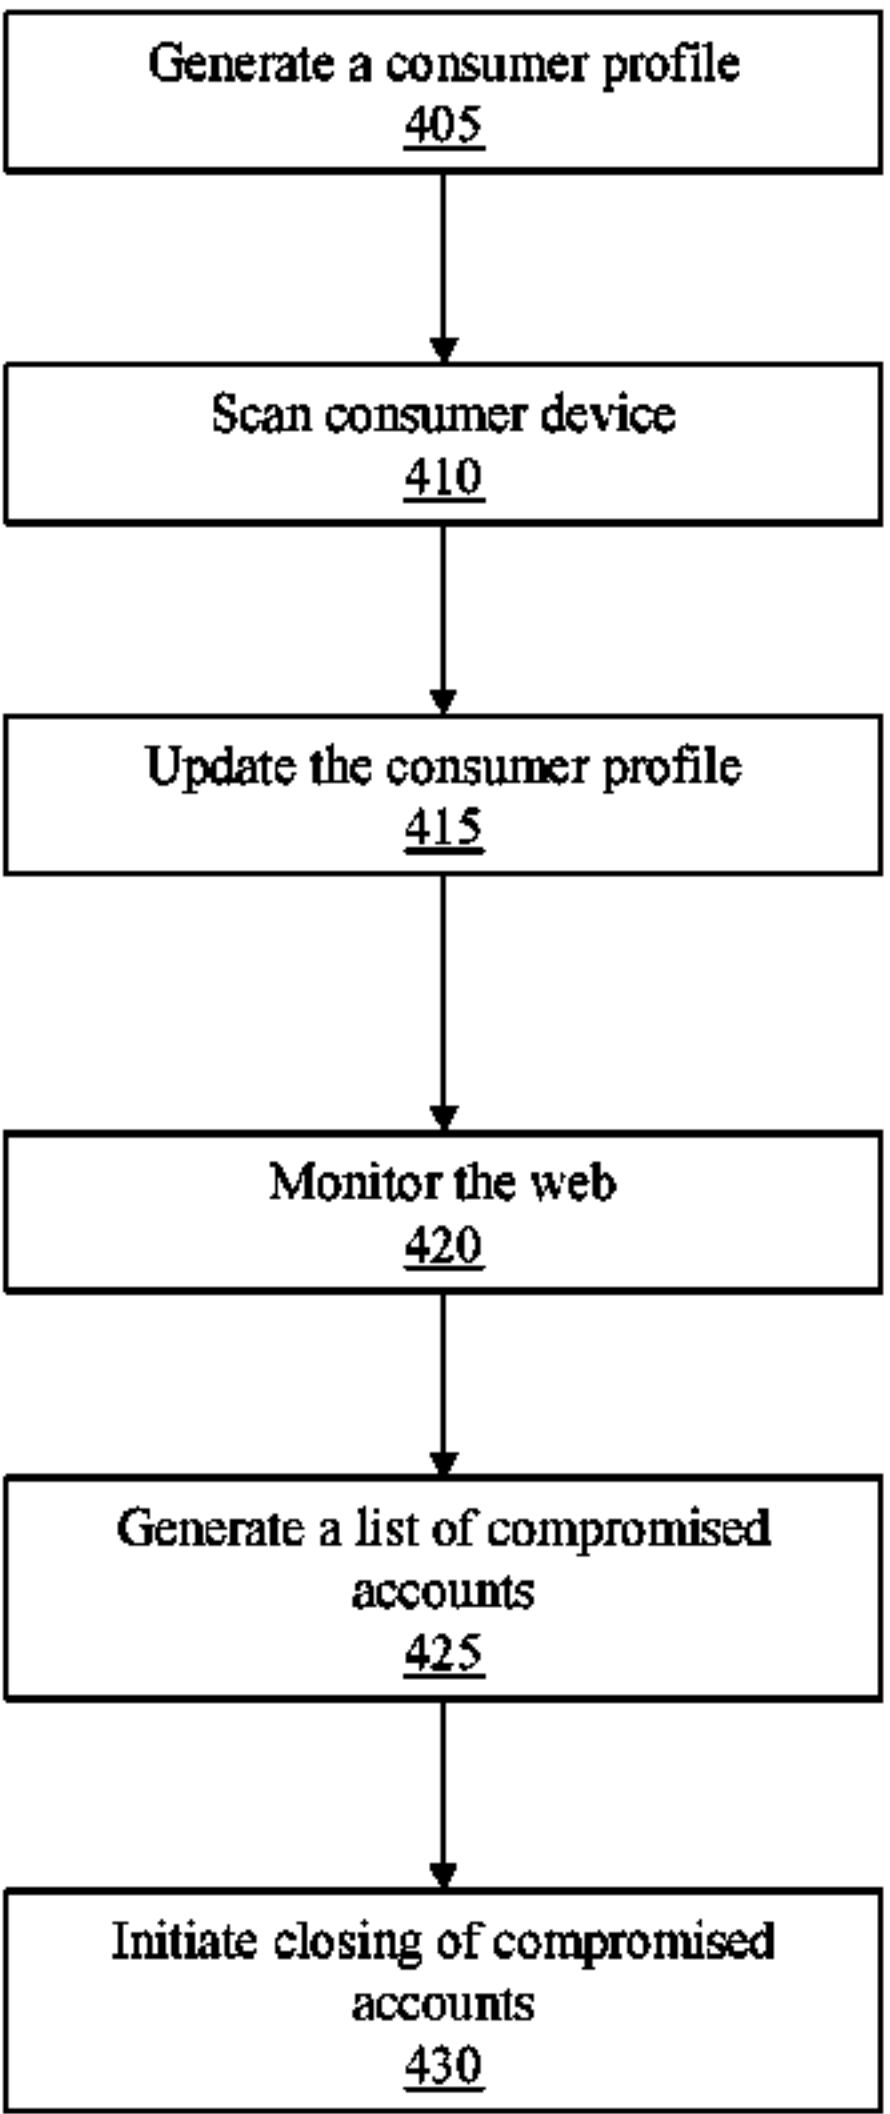 Generate a consumer profile
405
Scan consumer device
410
Update the consumer profile
415
Monitor the web
420
Generate a list of compromised
accounts
425
Initiate closing of compromised
accounts
430